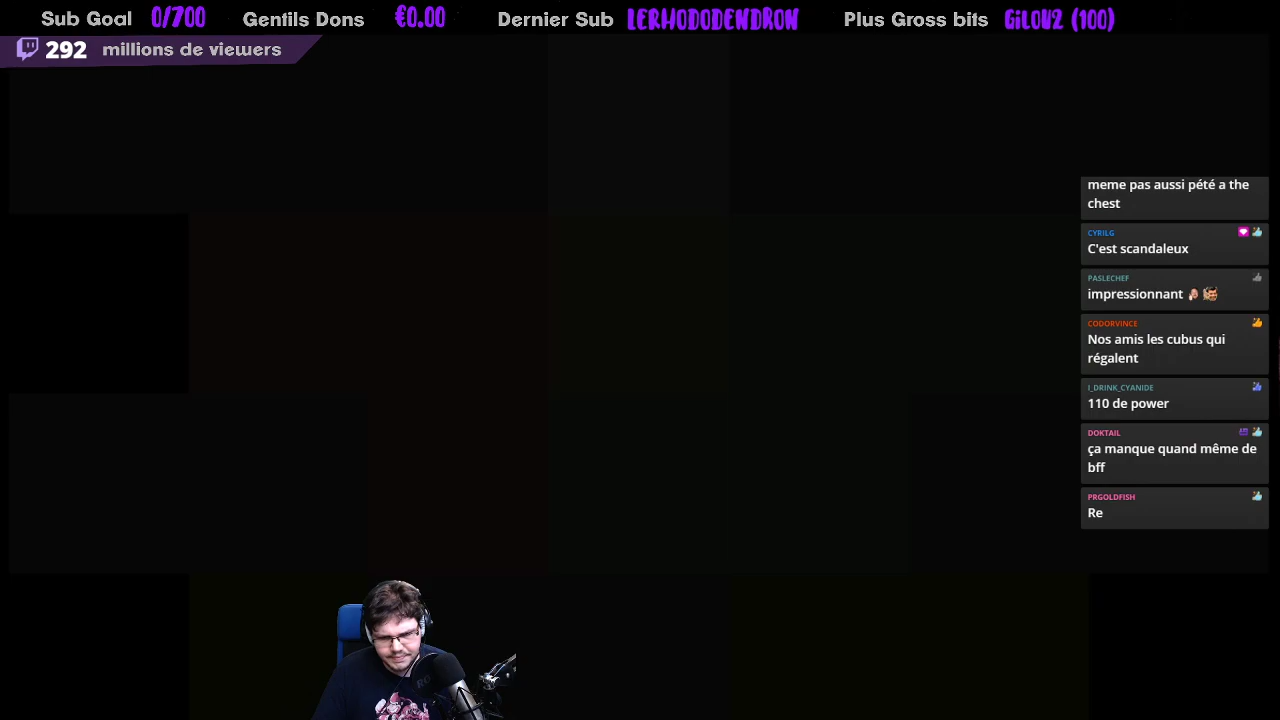 Sub Goal 0/700 Gentils Dons €0.00 Dernier Sub LERHODODENDRON Plus Gross bits GiLOU2 (100)
292 millions de viewers
meme pas aussi pété a the
chest
CYRILG
C'est scandaleux
PASLECHEF
impressionnant
CODORVINCE
Nos amis les cubus qui
régalent
I_DRINK_CYANIDE
110 de power
DOKTAIL
ça manque quand même de
bff
PRGOLDFISH
Re